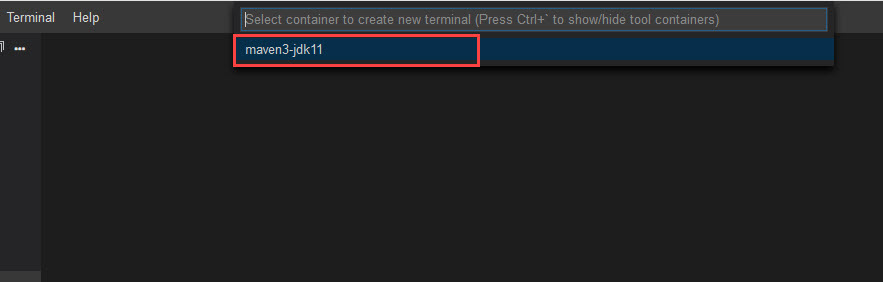 Terminal Help
Select container to create new terminal (Press Ctrl+` to show/hide tool containers)
maven3-jdk11